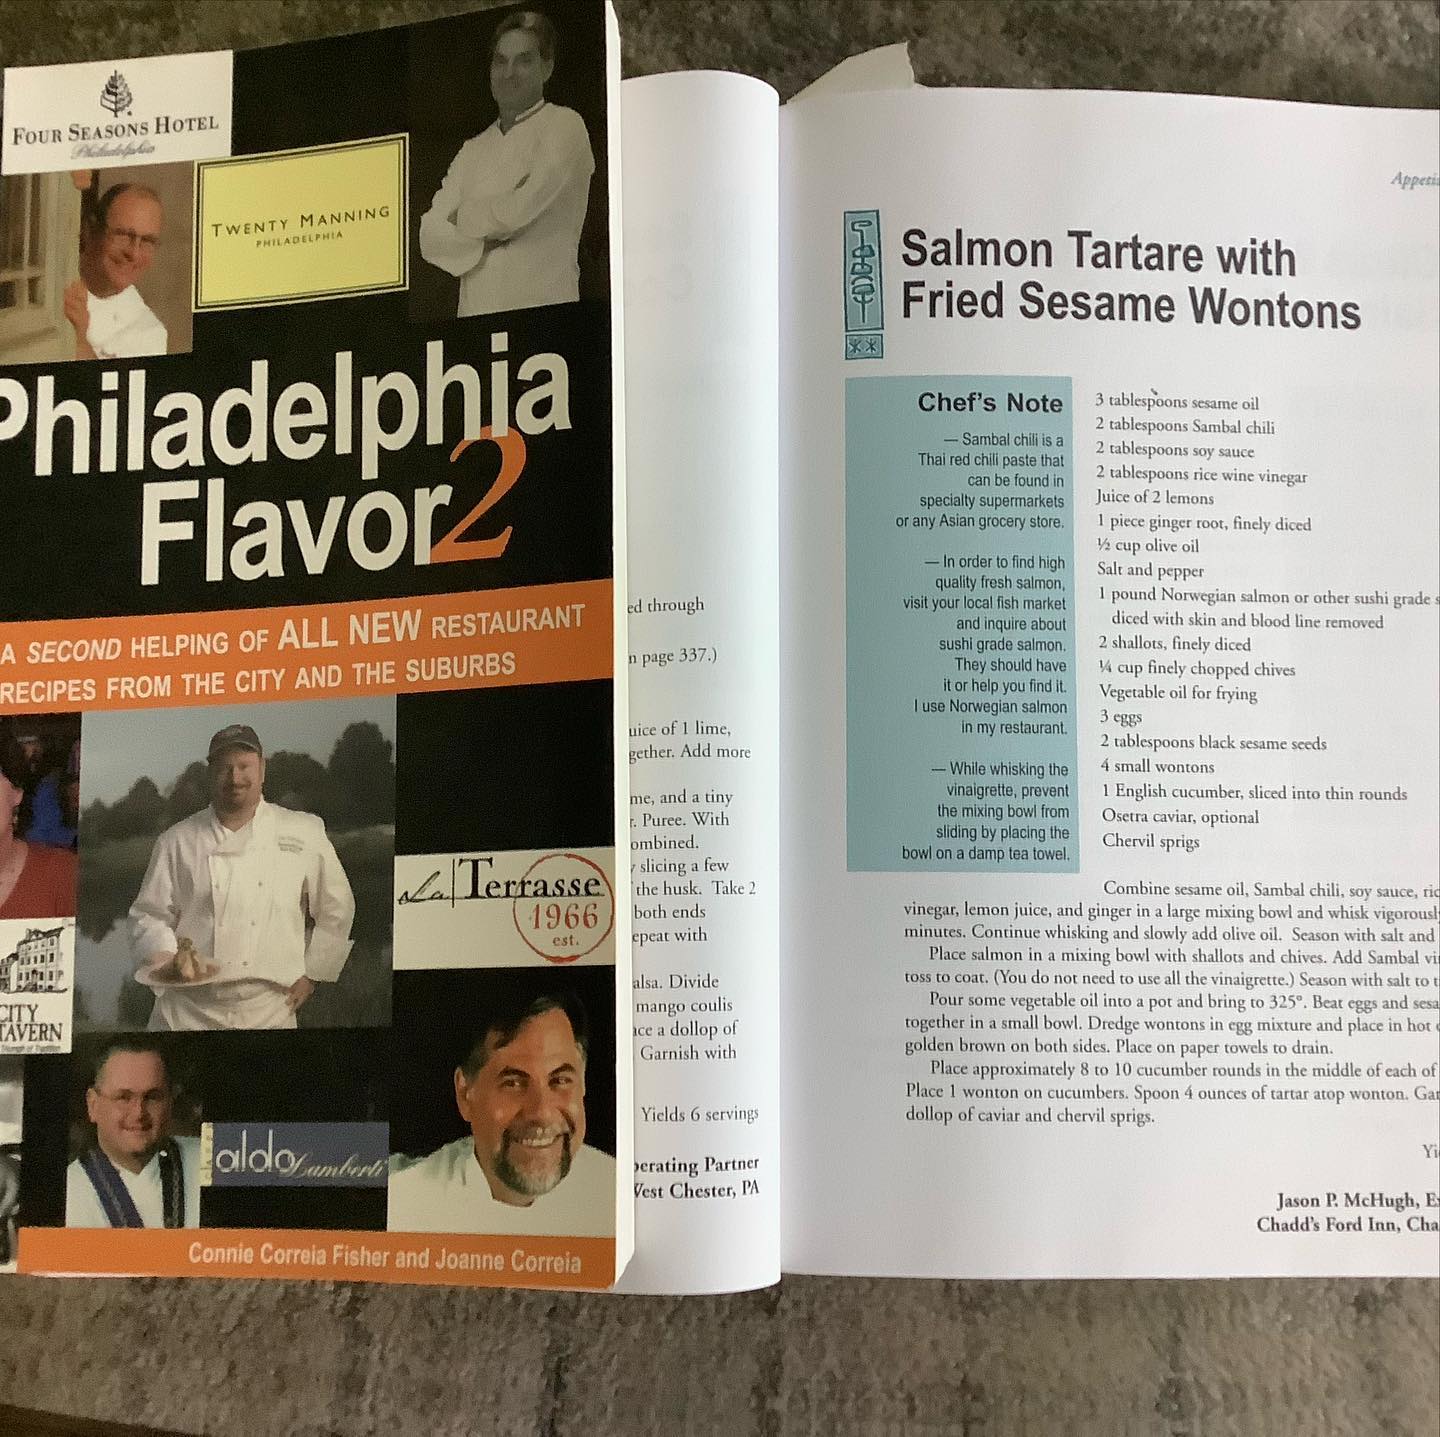 FOUR SEASONS HOTEL
Philadelphia
TWENTY MANNING
PHILADELPHIA
Philadelphia
Flavor2
A SECOND HELPING OF ALL NEW RESTAURANT
RECIPES FROM THE CITY AND THE SUBURBS
La Terrasse
1966
est.
CITY
TAVERN
aldo Lamberti
Connie Correia Fisher and Joanne Correia
ed through
n page 337.)
uice of 1 lime,
gether. Add more
me, and a tiny
r. Puree. With
ombined.
y slicing a few
the husk. Take 2
both ends
epeat with
alsa. Divide
mango coulis
ace a dollop of
Garnish with
Yields 6 servings
perating Partner
West Chester, PA
Appeti
Salmon Tartare with
Fried Sesame Wontons
Chef's Note
— Sambal chili is a
Thai red chili paste that
can be found in
specialty supermarkets
or any Asian grocery store.
— In order to find high
quality fresh salmon,
visit your local fish market
and inquire about
sushi grade salmon.
They should have
it or help you find it.
I use Norwegian salmon
in my restaurant.
— While whisking the
vinaigrette, prevent
the mixing bowl from
sliding by placing the
bowl on a damp tea towel.
3 tablespoons sesame oil
2 tablespoons Sambal chili
2 tablespoons soy sauce
2 tablespoons rice wine vinegar
Juice of 2 lemons
1 piece ginger root, finely diced
½ cup olive oil
Salt and pepper
1 pound Norwegian salmon or other sushi grade s
diced with skin and blood line removed
2 shallots, finely diced
¼ cup finely chopped chives
Vegetable oil for frying
3 eggs
2 tablespoons black sesame seeds
4 small wontons
1 English cucumber, sliced into thin rounds
Osetra caviar, optional
Chervil sprigs
Combine sesame oil, Sambal chili, soy sauce, ric
vinegar, lemon juice, and ginger in a large mixing bowl and whisk vigorously
minutes. Continue whisking and slowly add olive oil. Season with salt and
Place salmon in a mixing bowl with shallots and chives. Add Sambal vi
toss to coat. (You do not need to use all the vinaigrette.) Season with salt to t
Pour some vegetable oil into a pot and bring to 325°. Beat eggs and sesa
together in a small bowl. Dredge wontons in egg mixture and place in hot
golden brown on both sides. Place on paper towels to drain.
Place approximately 8 to 10 cucumber rounds in the middle of each of
Place 1 wonton on cucumbers. Spoon 4 ounces of tartar atop wonton. Gar
dollop of caviar and chervil sprigs.
Yi
Jason P. McHugh, E
Chadd's Ford Inn, Cha